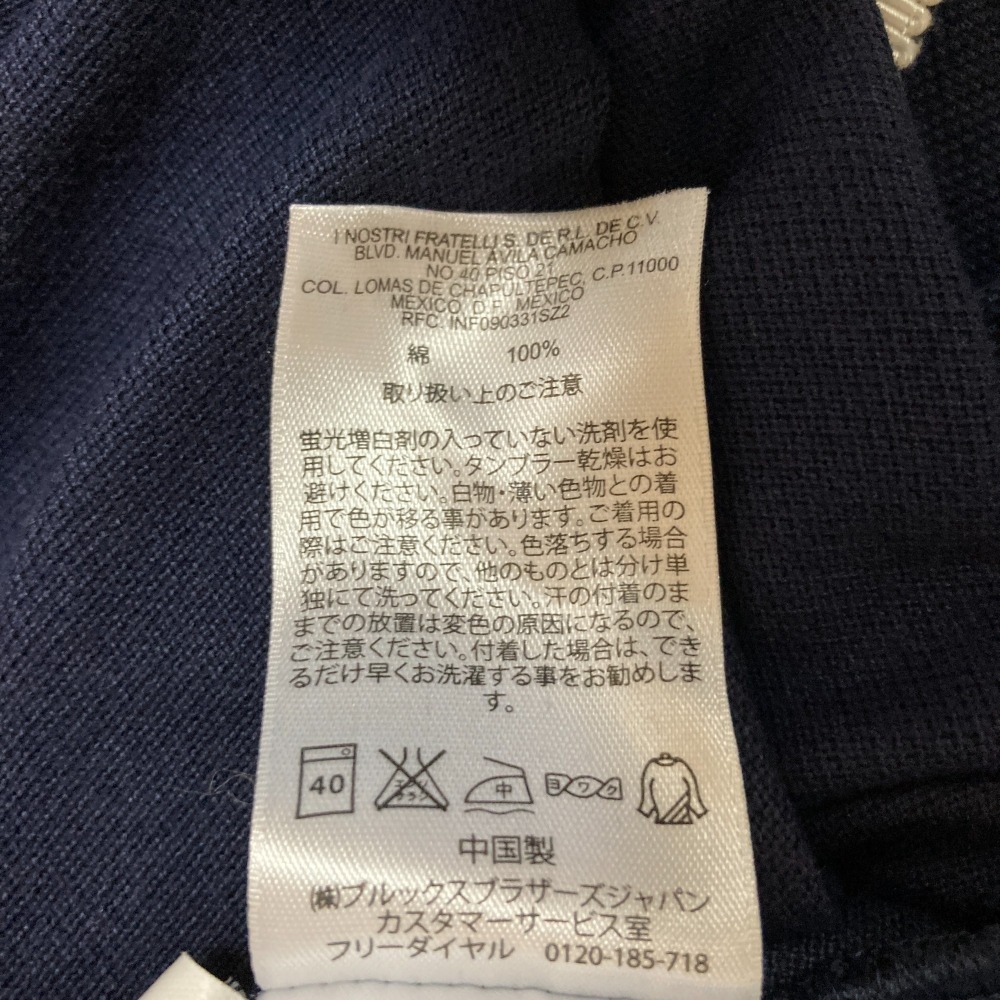 I NOSTRI FRATELLI S. DE R.L. DE C.V.
BLVD. MANUEL AVILA CAMACHO
NO 40 PISO 21
COL. LOMAS DE CHAPULTEPEC, C.P.11000
MEXICO, D.F. MEXICO
RFC. INF090331SZ2
綿 100%
取り扱い上のご注意
蛍光増白剤の入っていない洗剤を使
用してください。タンブラー乾燥はお
避けください。白物・薄い色物との着
用で色が移る事があります。ご着用の
際はご注意ください。色落ちする場合
がありますので、他のものとは分け単
独にて洗ってください。汗の付着のま
までの放置は変色の原因になるので、
ご注意ください。付着した場合は、でき
るだけ早くお洗濯する事をお勧めしま
す。
40 エンソ サラシ 中 ヨワク
中国製
㈱ブルックスブラザーズジャパン
カスタマーサービス室
フリーダイヤル 0120-185-718